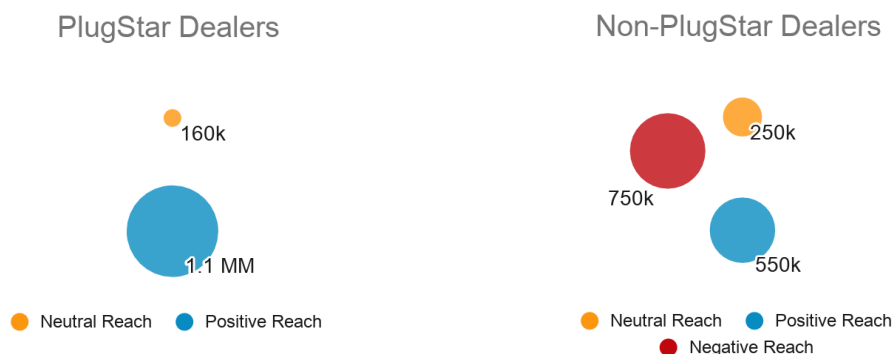 PlugStar Dealers
160k
1.1 MM
Neutral Reach
Positive Reach
Non-PlugStar Dealers
250k
750k
550k
Neutral Reach
Positive Reach
Negative Reach